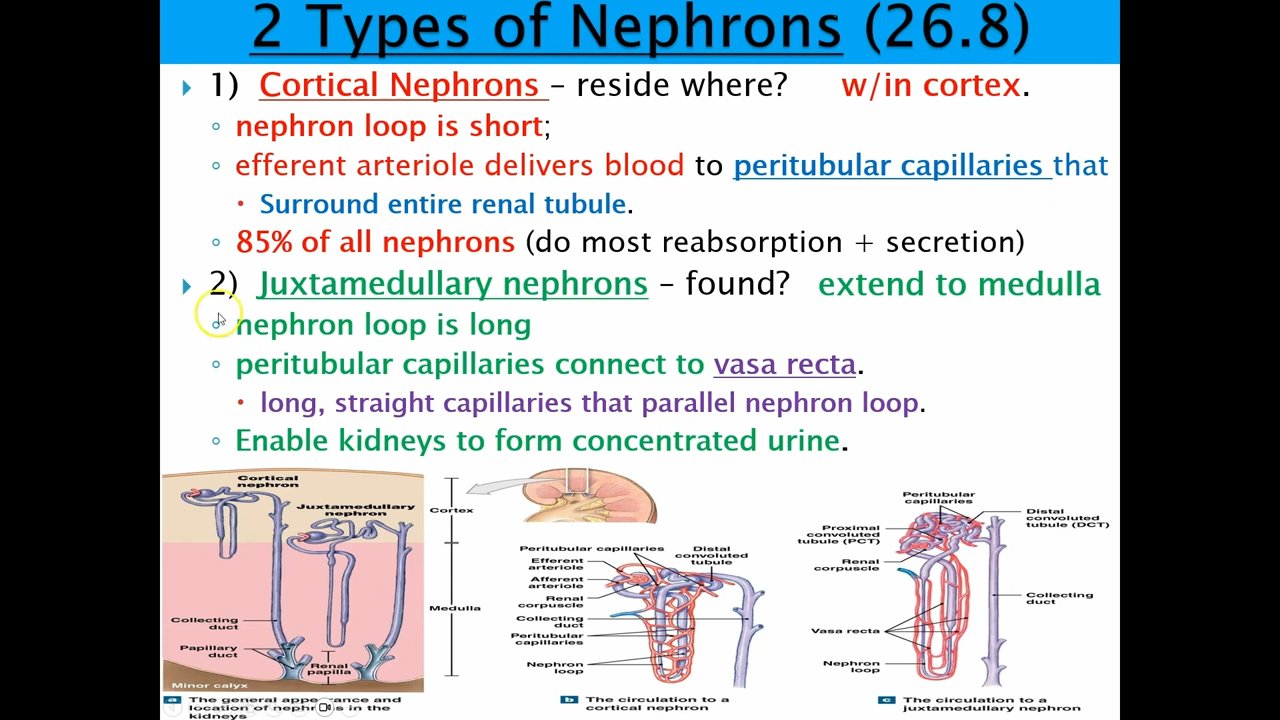 2 Types of Nephrons (26.8)
1) Cortical Nephrons – reside where? w/in cortex.
nephron loop is short;
efferent arteriole delivers blood to peritubular capillaries that
Surround entire renal tubule.
85% of all nephrons (do most reabsorption + secretion)
2) Juxtamedullary nephrons – found? extend to medulla
nephron loop is long
peritubular capillaries connect to vasa recta.
long, straight capillaries that parallel nephron loop.
Enable kidneys to form concentrated urine.
Cortical
nephron
Juxtamedullary
nephron
Collecting
duct
Papillary
duct
Renal
papilla
Minor calyx
Cortex
Medulla
a The general appearance and
location of nephrons in the
kidneys
Peritubular capillaries
Distal
convoluted
tubule
Efferent
arteriole
Afferent
arteriole
Renal
corpuscle
Collecting
duct
Peritubular
capillaries
Nephron
loop
b The circulation to a
cortical nephron
Peritubular
capillaries
Distal
convoluted
tubule (DCT)
Proximal
convoluted
tubule (PCT)
Renal
corpuscle
Collecting
duct
Vasa recta
Nephron
loop
c The circulation to a
juxtamedullary nephron